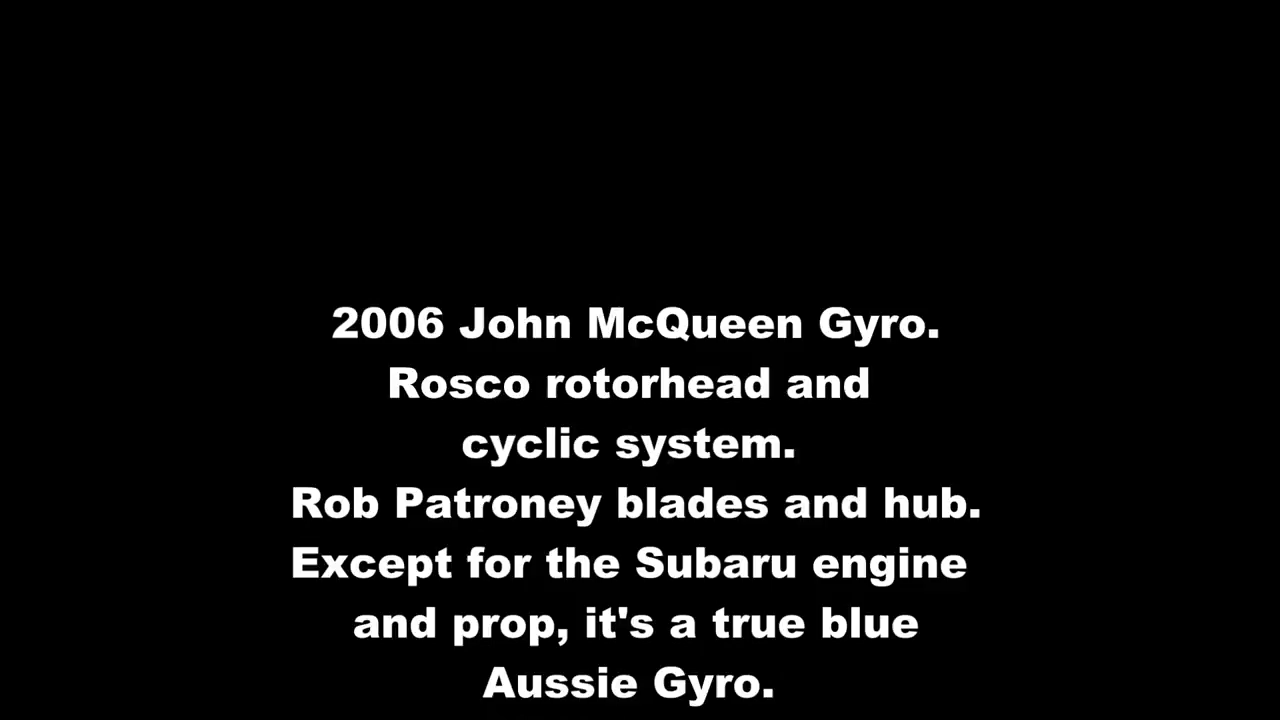 2006 John McQueen Gyro.
Rosco rotorhead and
cyclic system.
Rob Patroney blades and hub.
Except for the Subaru engine
and prop, it's a true blue
Aussie Gyro.